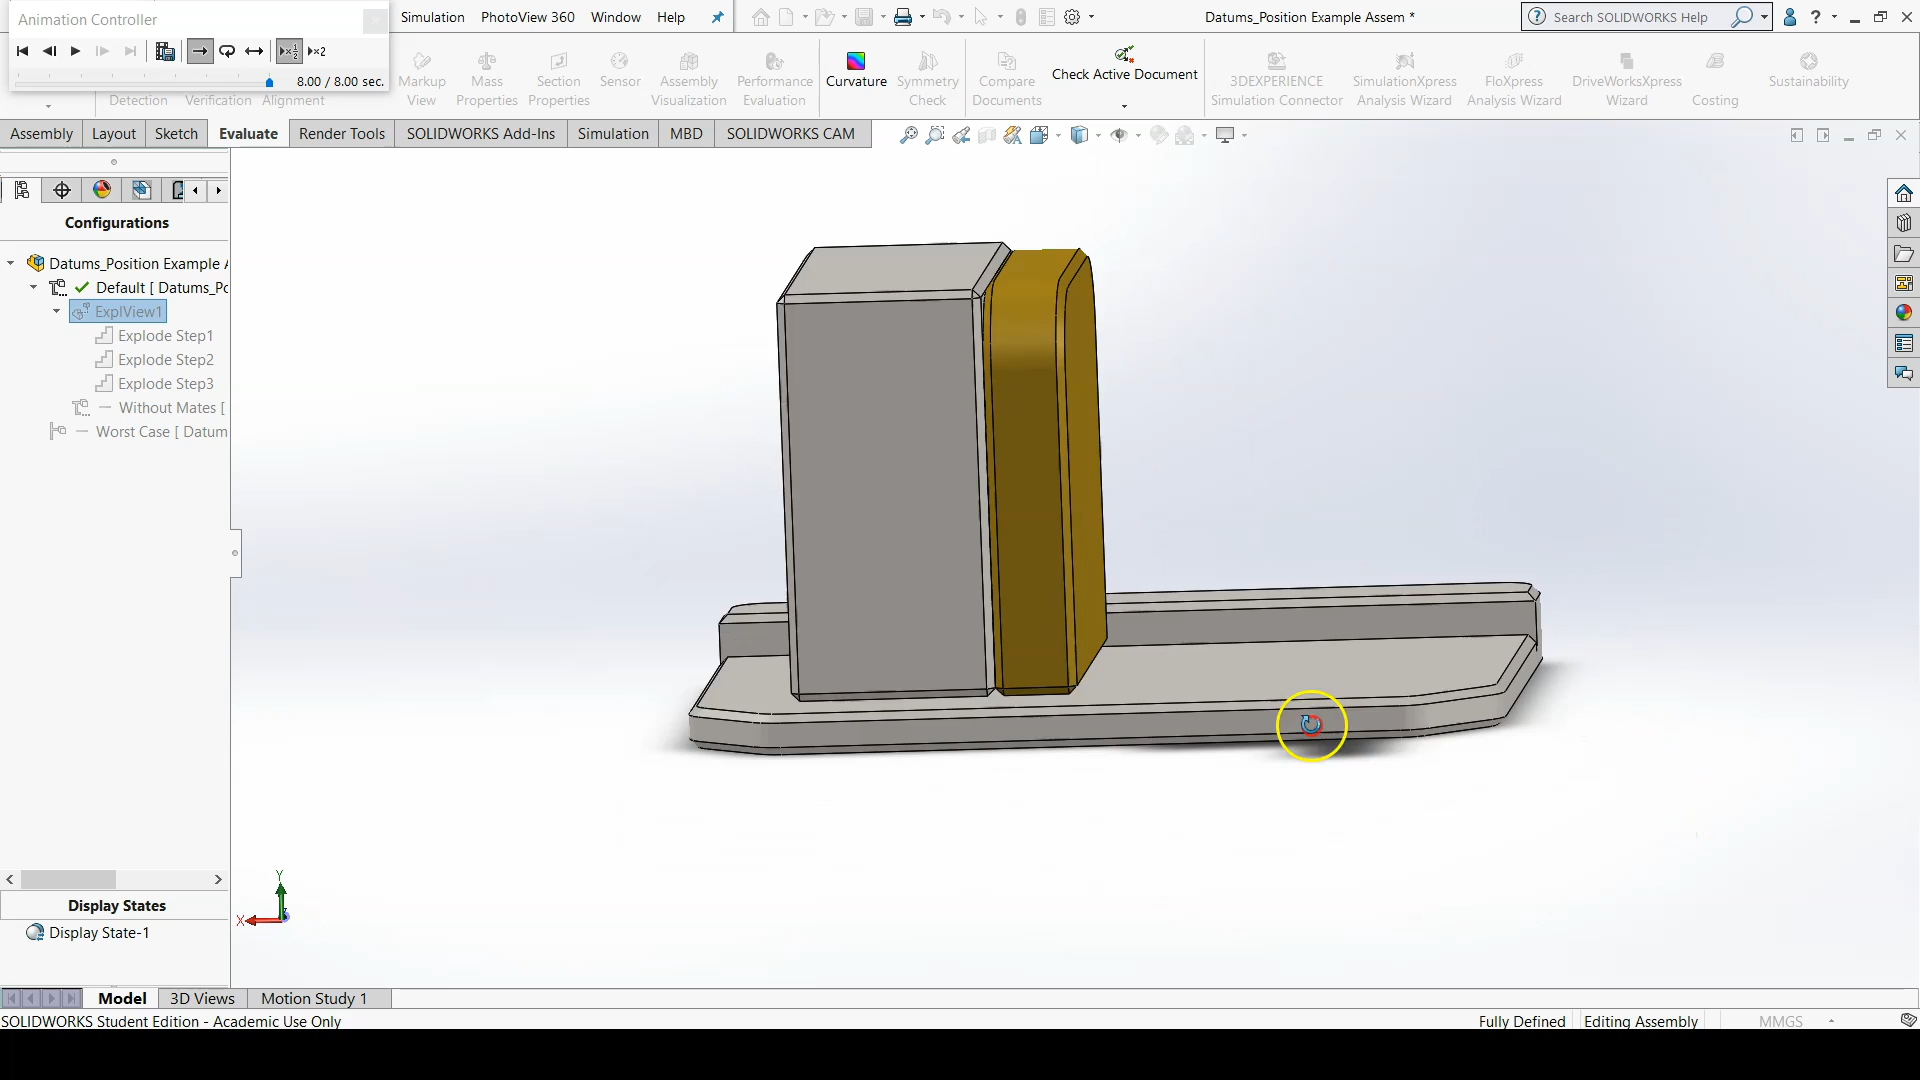 Animation Controller
Simulation PhotoView 360 Window Help
Datums_Position Example Assem *
Search SOLIDWORKS Help
8.00 / 8.00 sec.
Detection Verification Alignment
Markup View
Mass Properties
Section Properties
Sensor
Assembly Visualization
Performance Evaluation
Curvature
Symmetry Check
Compare Documents
Check Active Document
3DEXPERIENCE Simulation Connector
SimulationXpress Analysis Wizard
FloXpress Analysis Wizard
DriveWorksXpress Wizard
Costing
Sustainability
Assembly Layout Sketch Evaluate Render Tools SOLIDWORKS Add-Ins Simulation MBD SOLIDWORKS CAM
Configurations
Datums_Position Example A
Default [ Datums_Po
ExplView1
Explode Step1
Explode Step2
Explode Step3
Without Mates [
Worst Case [ Datum
Y
X
Display States
Display State-1
Model 3D Views Motion Study 1
SOLIDWORKS Student Edition - Academic Use Only
Fully Defined Editing Assembly MMGS